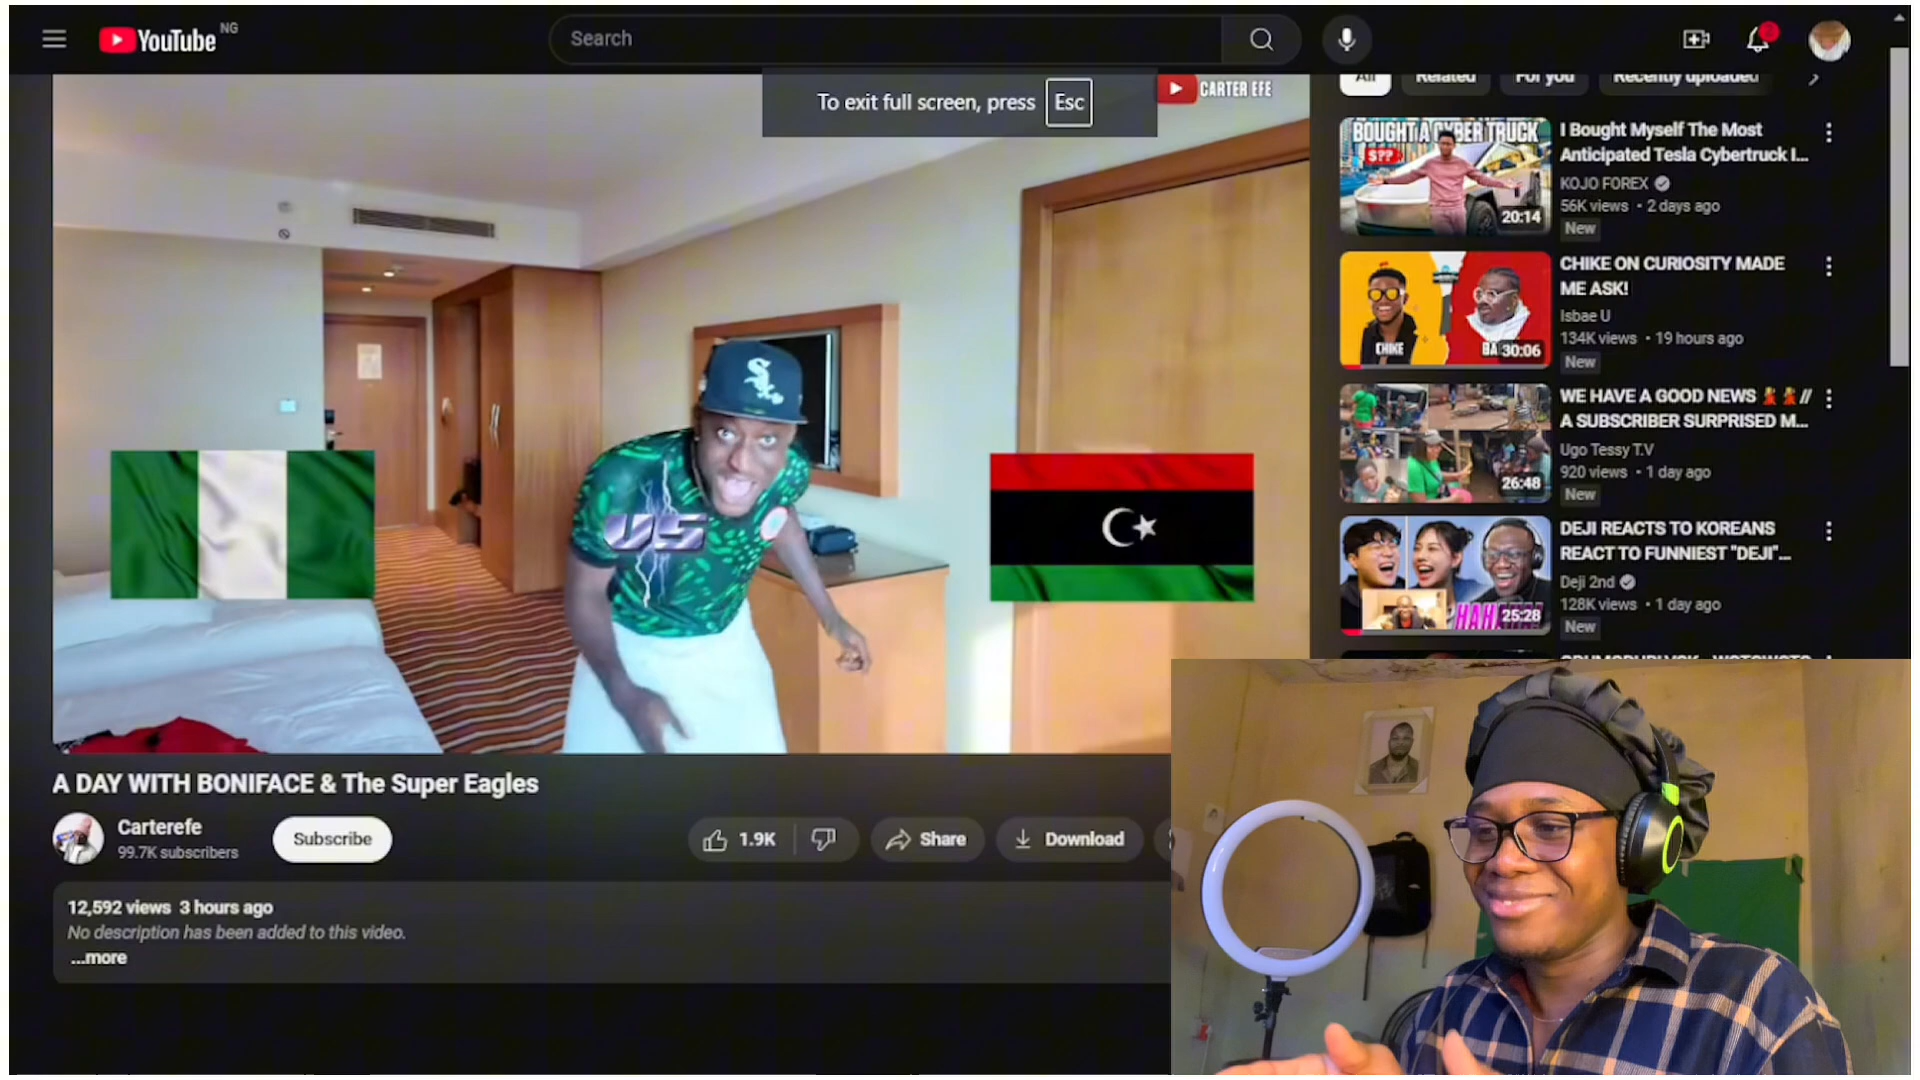 YouTube NG
Search
To exit full screen, press Esc
CARTER EFE
VS
A DAY WITH BONIFACE & The Super Eagles
Carterefe
99.7K subscribers
Subscribe
1.9K
Share
Download
12,592 views 3 hours ago
No description has been added to this video.
...more
All
Related
For you
Recently uploaded
BOUGHT A CYBER TRUCK
$??
20:14
I Bought Myself The Most
Anticipated Tesla Cybertruck I...
KOJO FOREX
56K views • 2 days ago
New
CHIKE
30:06
CHIKE ON CURIOSITY MADE
ME ASK!
Isbae U
134K views • 19 hours ago
New
26:48
WE HAVE A GOOD NEWS 💃💃//
A SUBSCRIBER SURPRISED M...
Ugo Tessy T.V
920 views • 1 day ago
New
25:28
DEJI REACTS TO KOREANS
REACT TO FUNNIEST "DEJI"...
Deji 2nd
128K views • 1 day ago
New